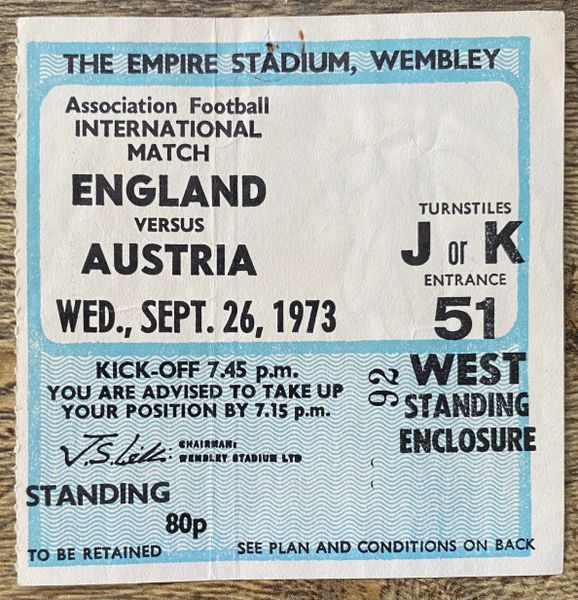 THE EMPIRE STADIUM, WEMBLEY
Association Football
INTERNATIONAL
MATCH
ENGLAND
VERSUS
AUSTRIA
WED., SEPT. 26, 1973
TURNSTILES
J or K
ENTRANCE
51
WEST
STANDING
ENCLOSURE
92
KICK-OFF 7.45 p.m.
YOU ARE ADVISED TO TAKE UP
YOUR POSITION BY 7.15 p.m.
CHAIRMAN:
WEMBLEY STADIUM LTD
STANDING
80p
TO BE RETAINED
SEE PLAN AND CONDITIONS ON BACK